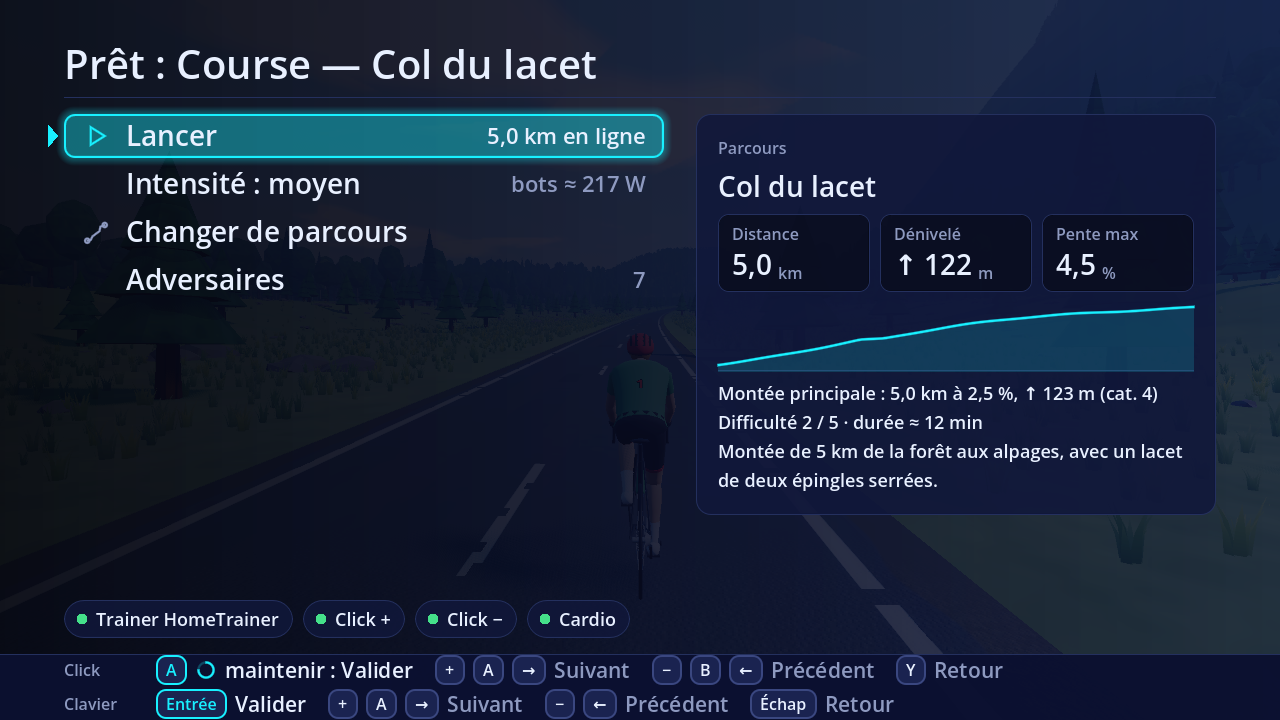 Prêt : Course — Col du lacet
Lancer 5,0 km en ligne
Intensité : moyen bots ≈ 217 W
Changer de parcours
Adversaires 7
Parcours
Col du lacet
Distance Dénivelé Pente max
5,0 km ↑ 122 m 4,5 %
Montée principale : 5,0 km à 2,5 %, ↑ 123 m (cat. 4)
Difficulté 2 / 5 · durée ≈ 12 min
Montée de 5 km de la forêt aux alpages, avec un lacet
de deux épingles serrées.
Trainer HomeTrainer Click + Click − Cardio
Click A maintenir : Valider + A → Suivant − B ← Précédent Y Retour
Clavier Entrée Valider + A → Suivant − ← Précédent Échap Retour